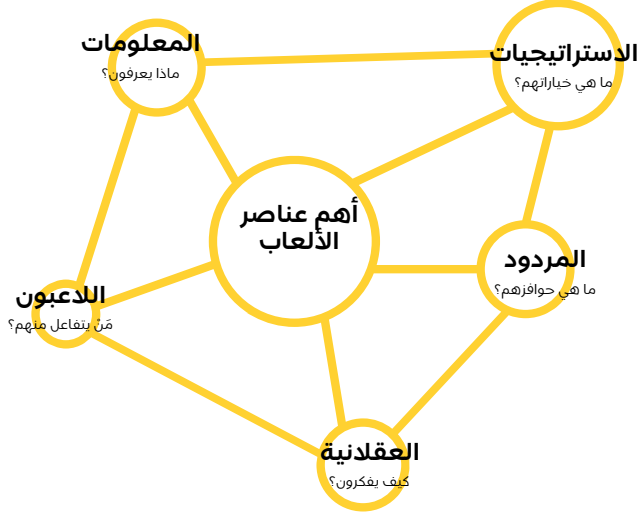 المعلومات
ماذا يعرفون؟
الاستراتيجيات
ما هي خياراتهم؟
أهم عناصر
الألعاب
المردود
ما هي حوافزهم؟
اللاعبون
مَنْ يتفاعل منهم؟
العقلانية
كيف يفكرون؟